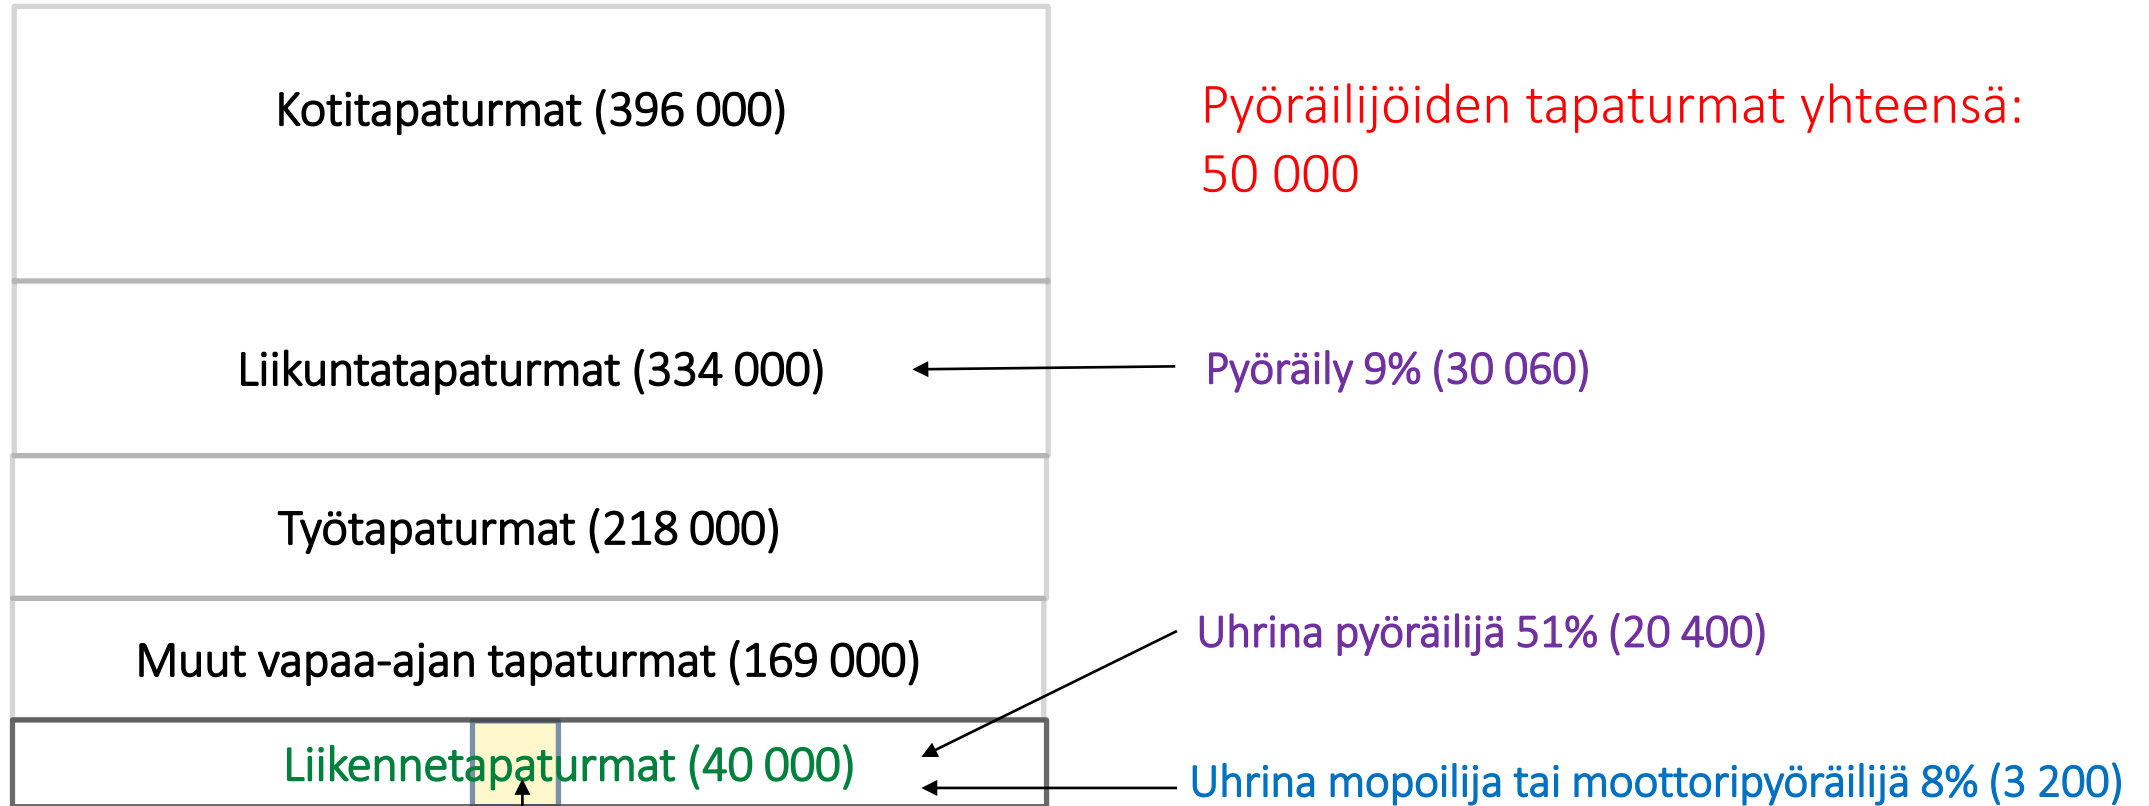 Kotitapaturmat (396 000)
Pyöräilijöiden tapaturmat yhteensä:
50 000
Liikuntatapaturmat (334 000)
Pyöräily 9% (30 060)
Työtapaturmat (218 000)
Muut vapaa-ajan tapaturmat (169 000)
Uhrina pyöräilijä 51% (20 400)
Liikennetapaturmat (40 000)
Uhrina mopoilija tai moottoripyöräilijä 8% (3 200)